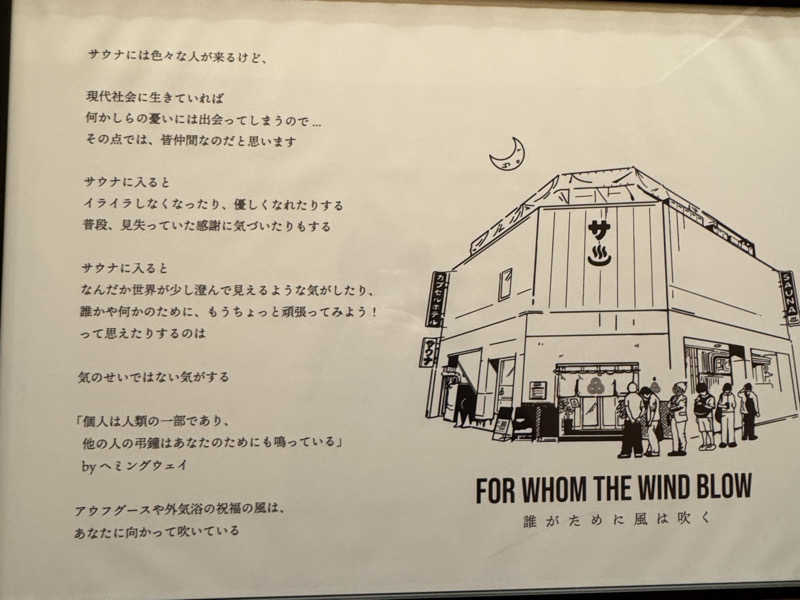 サウナには色々な人が来るけど、
現代社会に生きていれば
何かしらの憂いには出会ってしまうので…
その点では、皆仲間なのだと思います
サウナに入ると
イライラしなくなったり、優しくなれたりする
普段、見失っていた感謝に気づいたりもする
サウナに入ると
なんだか世界が少し澄んで見えるような気がしたり、
誰かや何かのために、もうちょっと頑張ってみよう！
って思えたりするのは
気のせいではない気がする
「個人は人類の一部であり、
他の人の弔鐘はあなたのためにも鳴っている」
by ヘミングウェイ
アウフグースや外気浴の祝福の風は、
あなたに向かって吹いている
サ
カプセルホテル
サウナ
SAUNA
FOR WHOM THE WIND BLOW
誰がために風は吹く